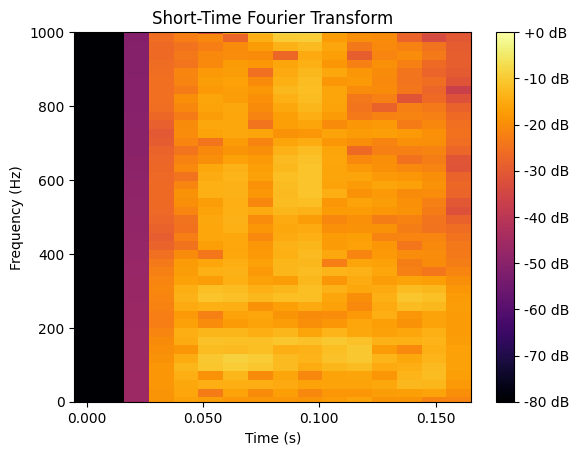 Short-Time Fourier Transform
1000
800
600
400
200
0
Frequency (Hz)
0.000
0.050
0.100
0.150
Time (s)
+0 dB
-10 dB
-20 dB
-30 dB
-40 dB
-50 dB
-60 dB
-70 dB
-80 dB